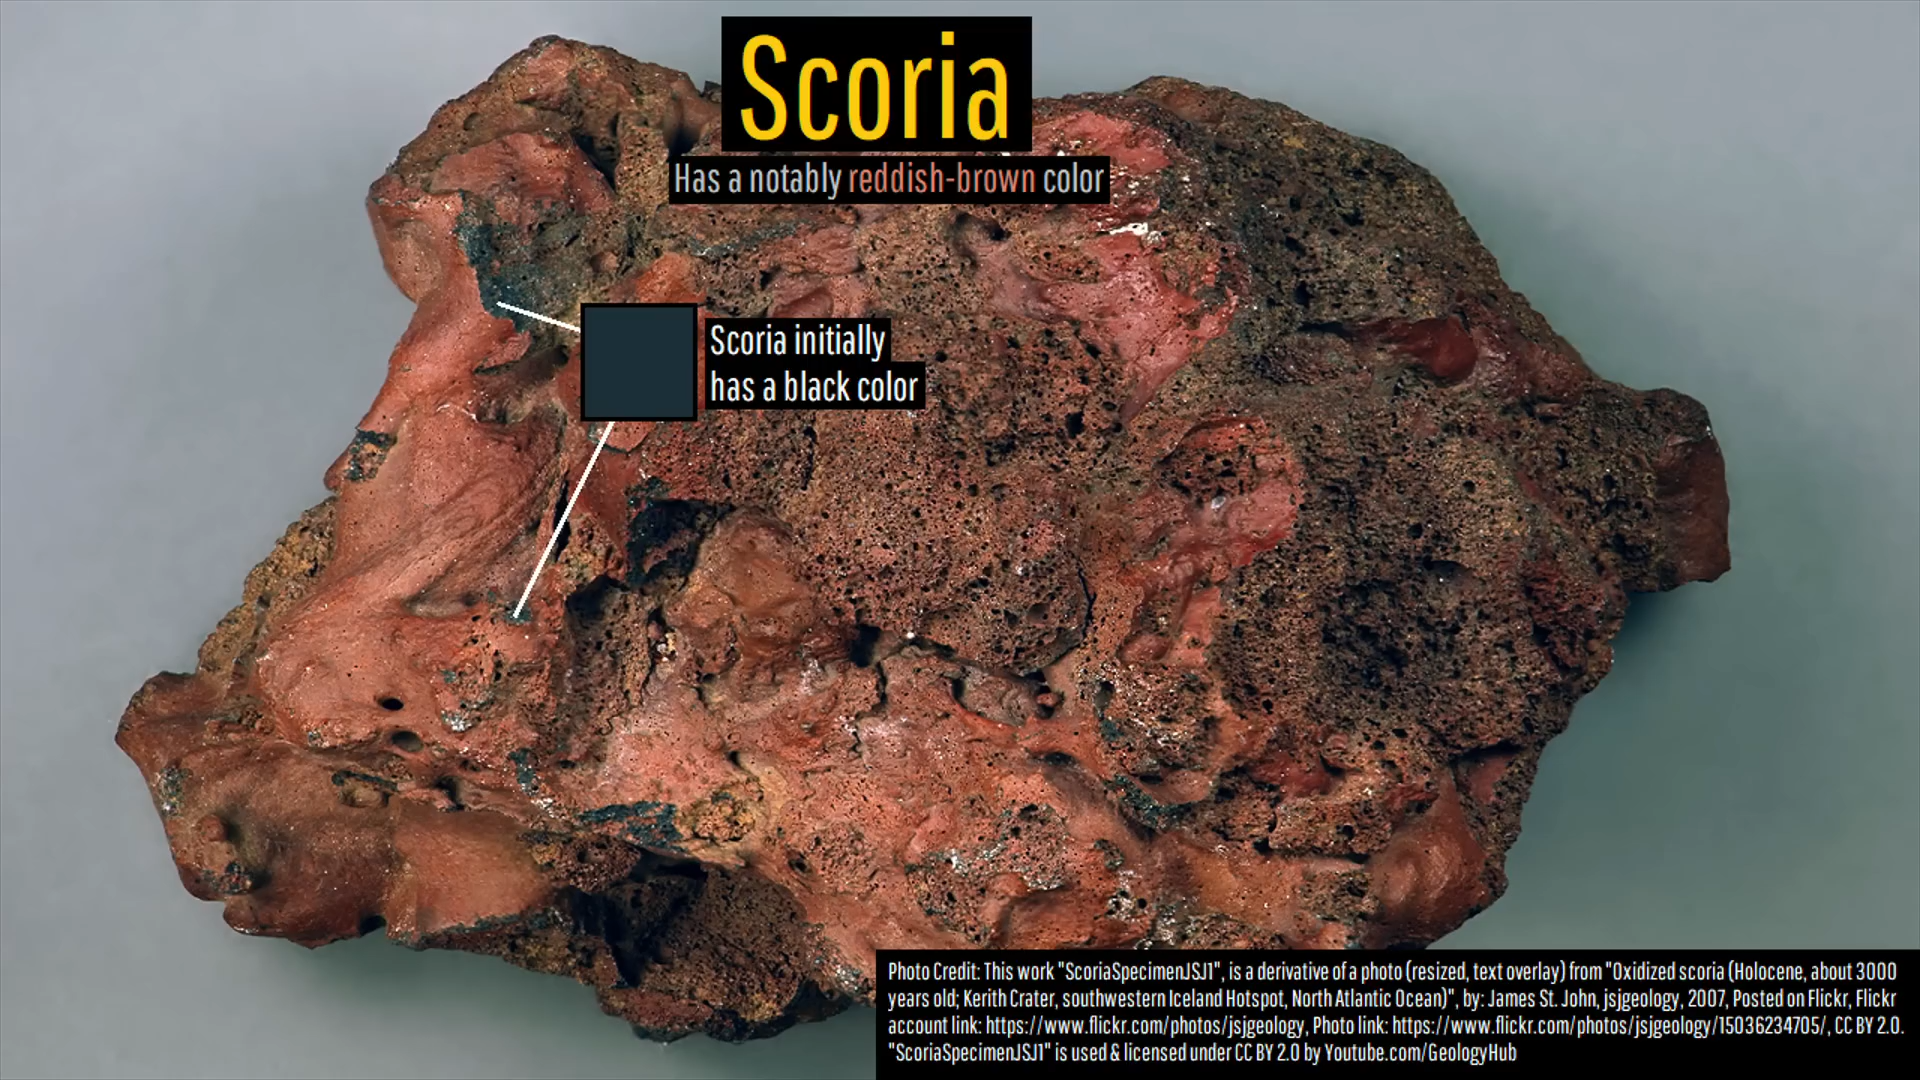 Scoria
Has a notably reddish-brown color
Scoria initially
has a black color
Photo Credit: This work "ScoriaSpecimenJSJ1", is a derivative of a photo (resized, text overlay) from "Oxidized scoria (Holocene, about 3000
years old; Kerith Crater, southwestern Iceland Hotspot, North Atlantic Ocean)", by: James St. John, jsjgeology, 2007, Posted on Flickr, Flickr
account link: https://www.flickr.com/photos/jsjgeology, Photo link: https://www.flickr.com/photos/jsjgeology/15036234705/, CC BY 2.0.
"ScoriaSpecimenJSJ1" is used & licensed under CC BY 2.0 by Youtube.com/GeologyHub